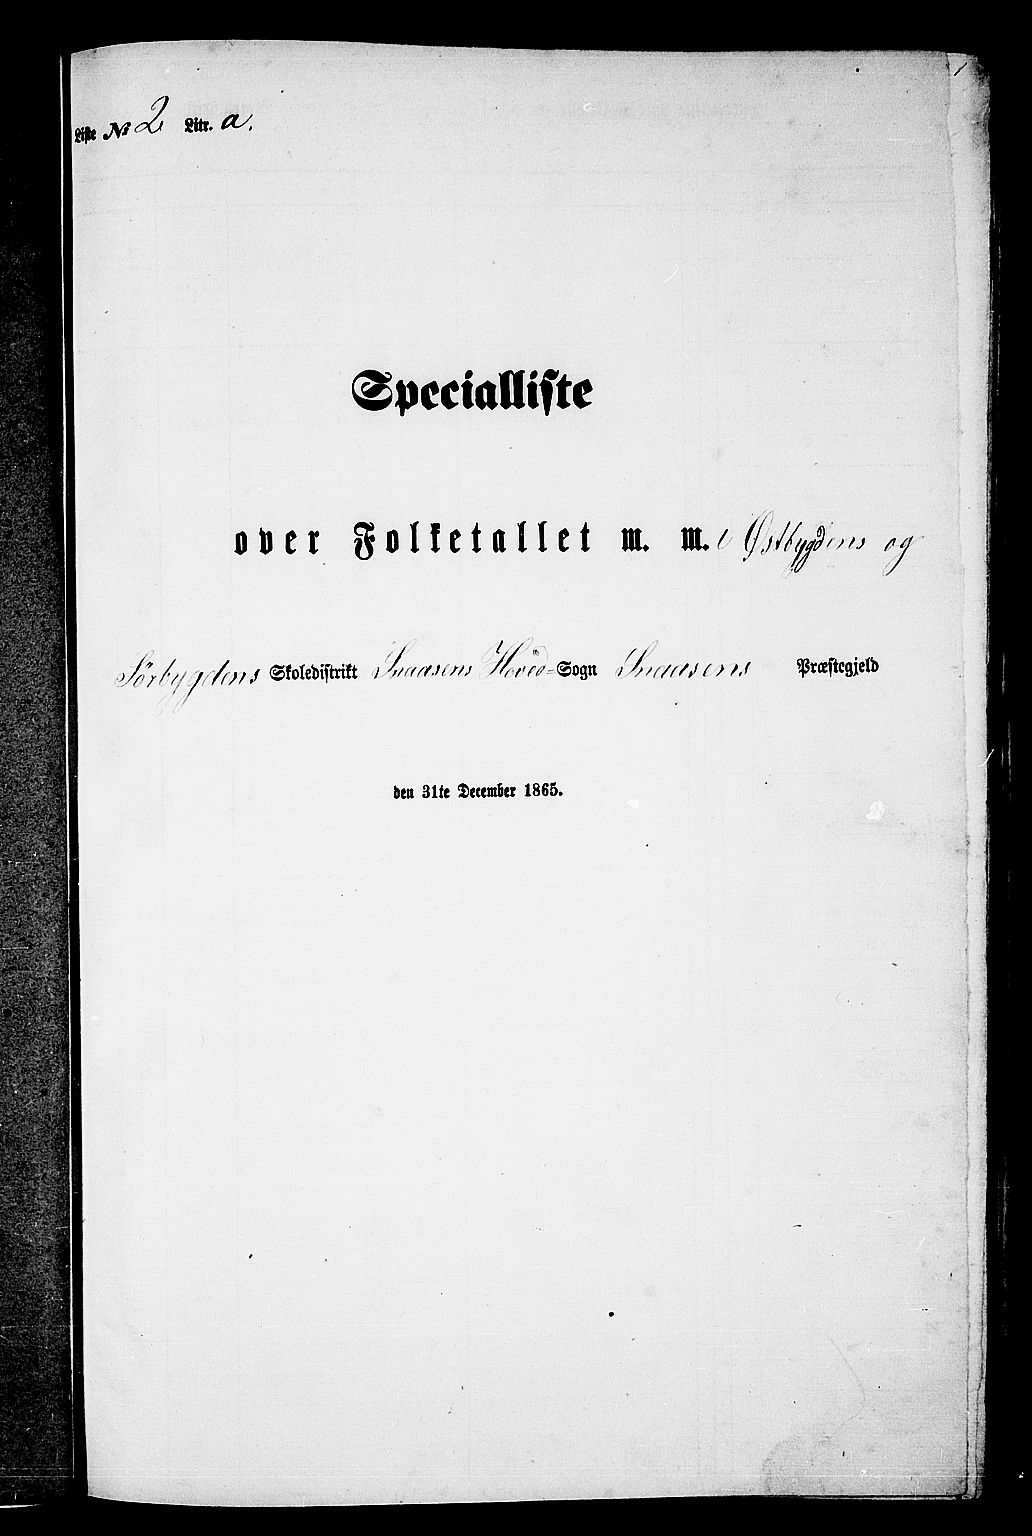 Liste No 2 Litr. a.
Specialliste
over Folketallet m. m. i Østbygdens og
Sørbygdens Skoledistrikt Snaasens Hoved-Sogn Snaasens Præstegjeld
den 31te December 1865.